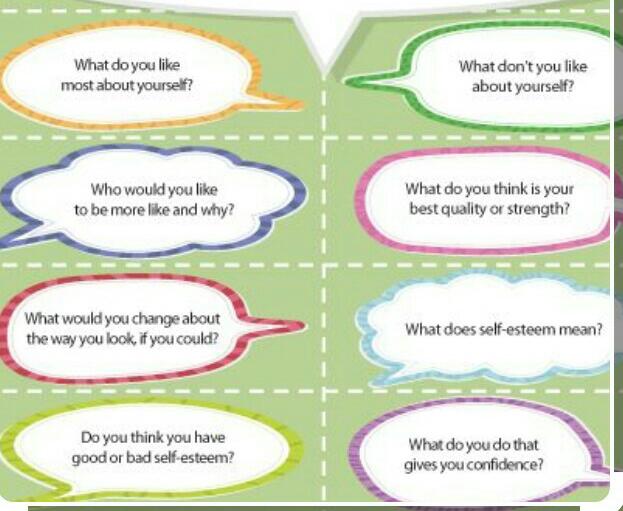 What do you like
most about yourself?
What don't you like
about yourself?
Who would you like
to be more like and why?
What do you think is your
best quality or strength?
What would you change about
the way you look, if you could?
What does self-esteem mean?
Do you think you have
good or bad self-esteem?
What do you do that
gives you confidence?